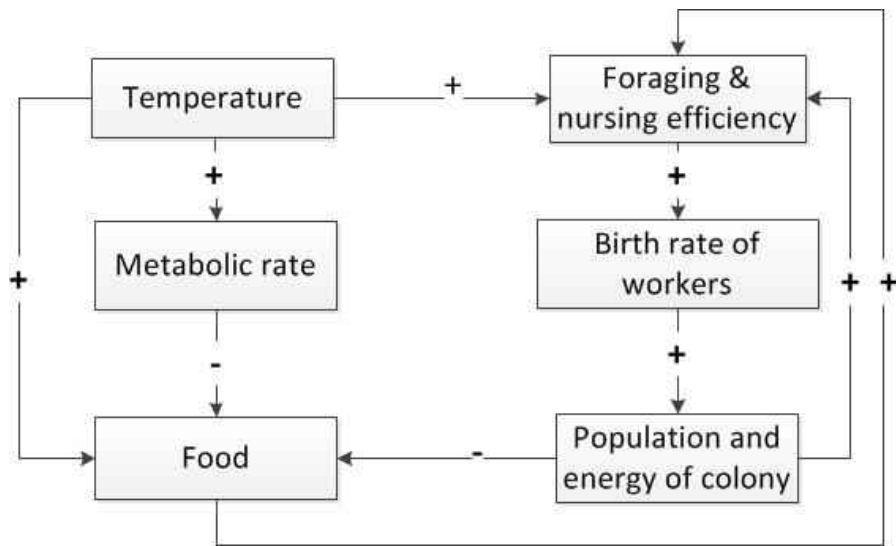 Temperature
+
Foraging &
nursing efficiency
+
+
Metabolic rate
Birth rate of
workers
+
+
+
-
+
Food
-
Population and
energy of colony